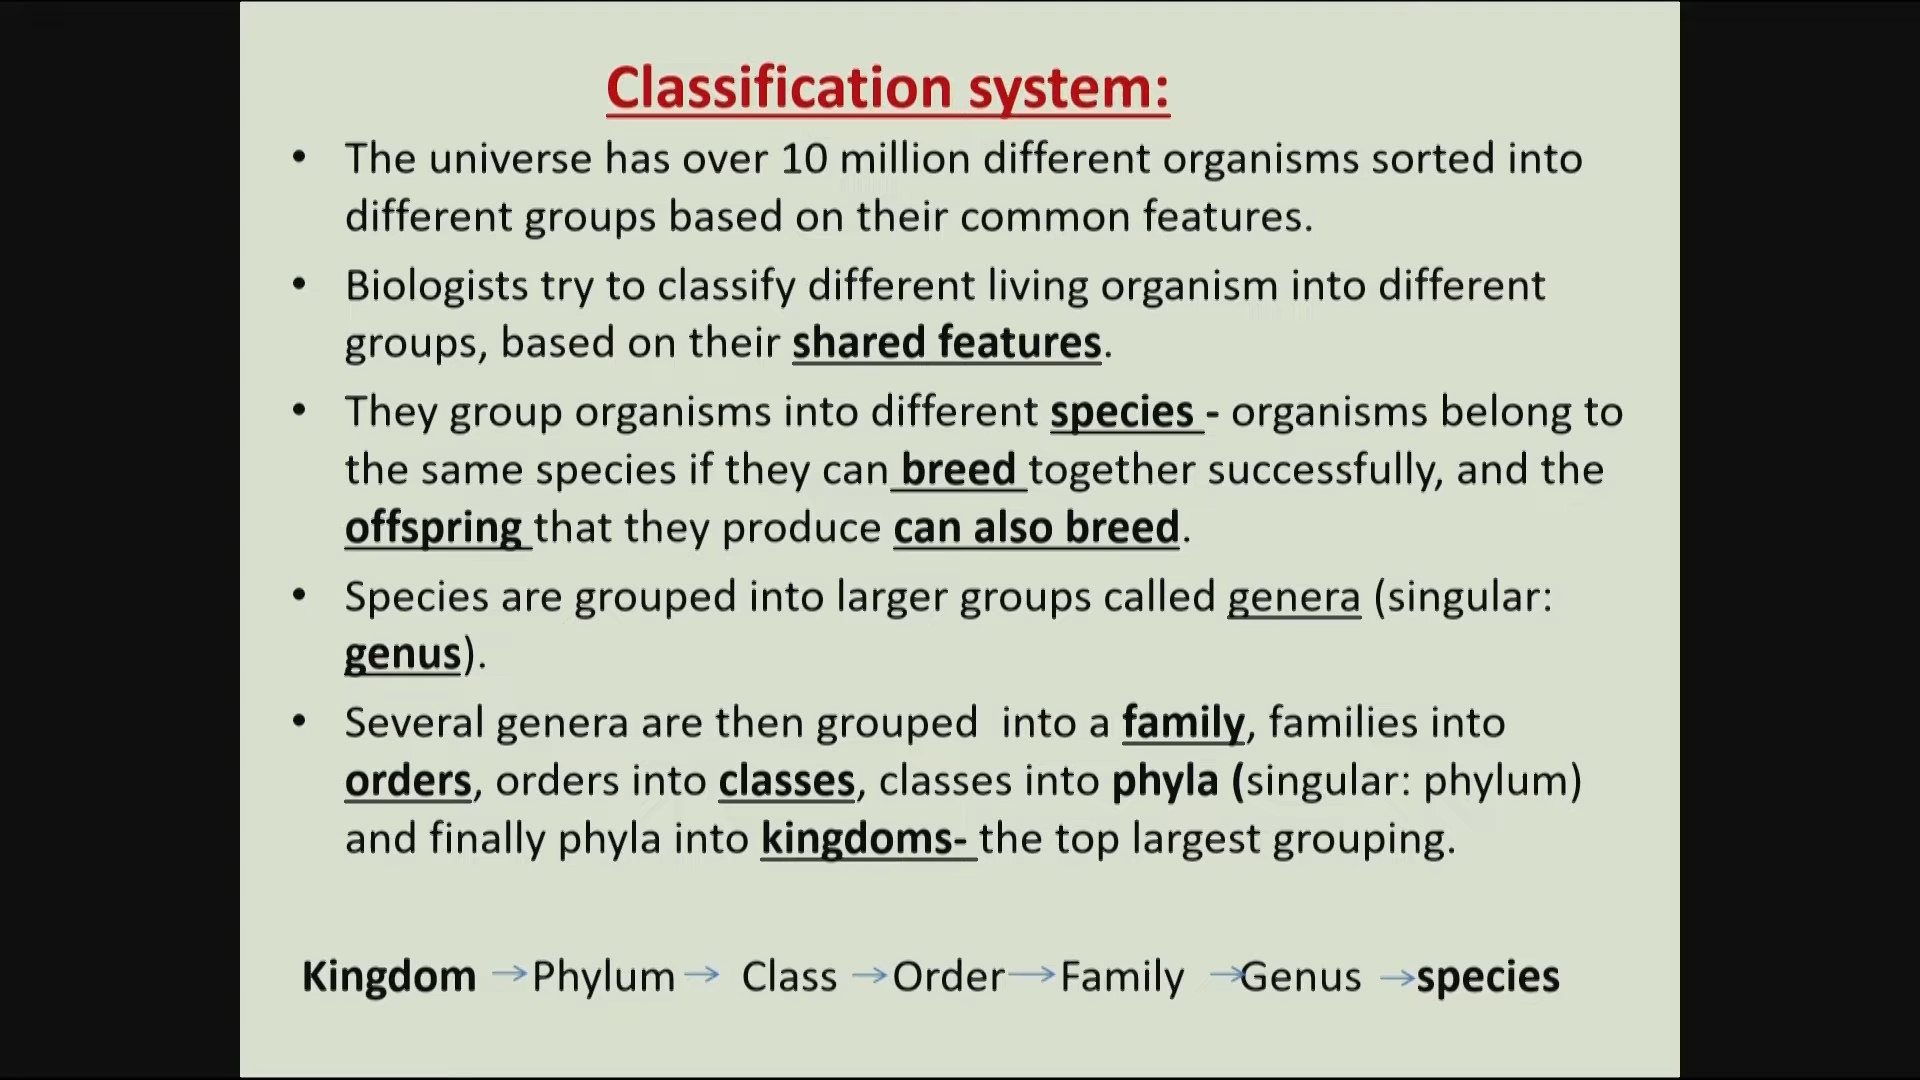 Classification system:
• The universe has over 10 million different organisms sorted into
different groups based on their common features.
• Biologists try to classify different living organism into different
groups, based on their shared features.
• They group organisms into different species - organisms belong to
the same species if they can breed together successfully, and the
offspring that they produce can also breed.
• Species are grouped into larger groups called genera (singular:
genus).
• Several genera are then grouped into a family, families into
orders, orders into classes, classes into phyla (singular: phylum)
and finally phyla into kingdoms- the top largest grouping.
Kingdom → Phylum → Class → Order → Family → Genus → species